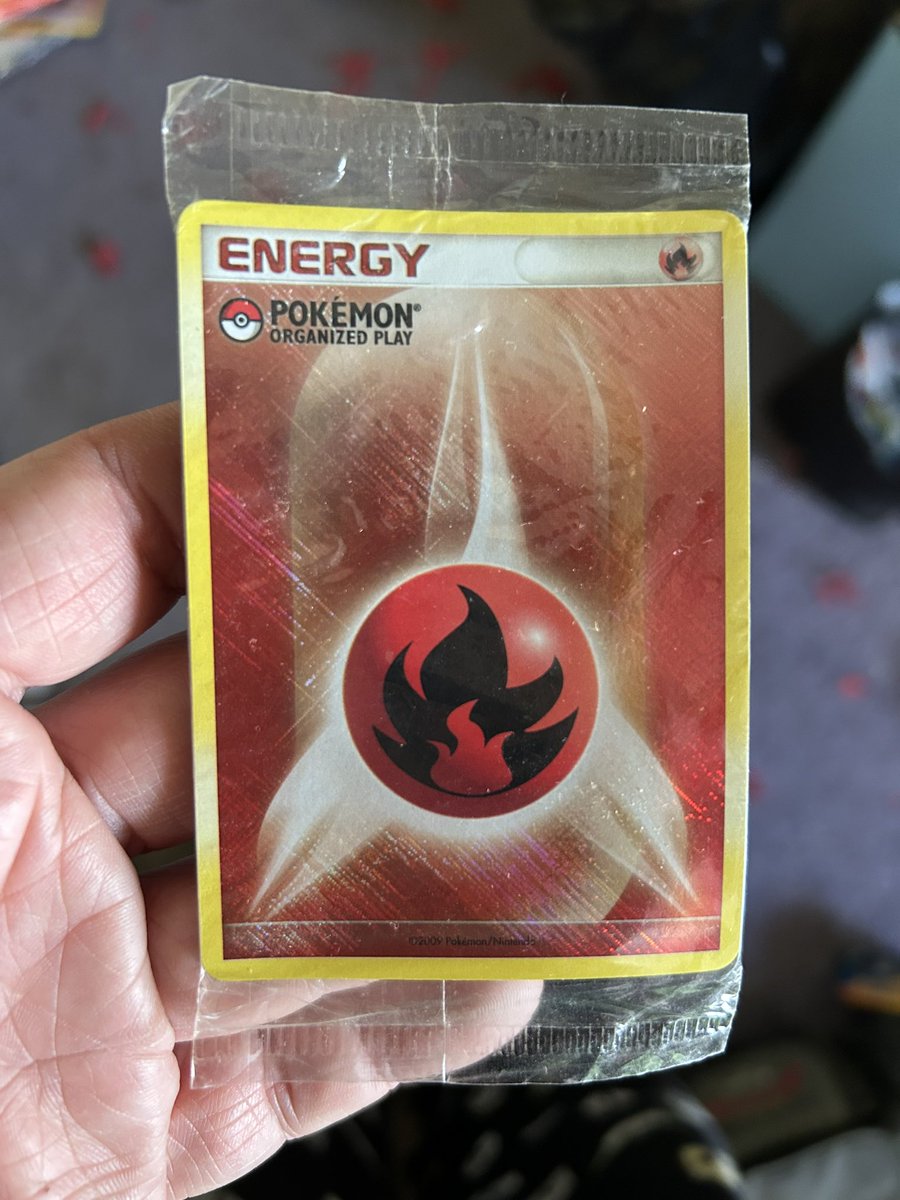 ENERGY
POKÉMON®
ORGANIZED PLAY
©2009 Pokémon/Nintendo